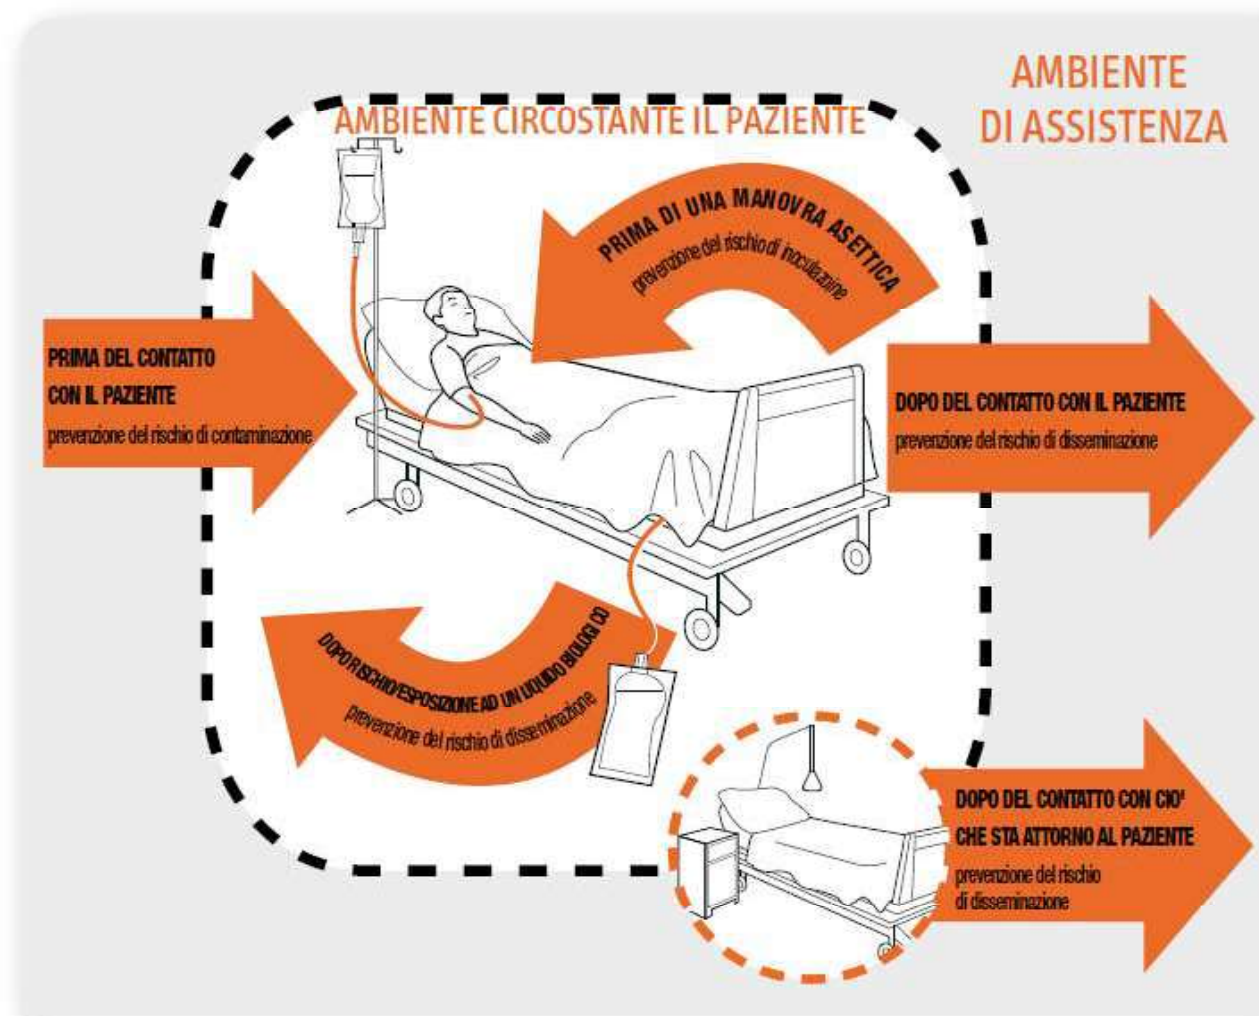 AMBIENTE
DI ASSISTENZA
AMBIENTE CIRCOSTANTE IL PAZIENTE
PRIMA DI UNA MANOVRA ASETTICA
prevenzione del rischio di inoculazoine
PRIMA DEL CONTATTO
CON IL PAZIENTE
prevenzione del rischio di contaminazione
DOPO DEL CONTATTO CON IL PAZIENTE
prevenzione del rischio di disseminazione
DOPO RISCHIO/ESPOSIZIONE AD UN LIQUIDO BIOLOGICO
prevenzione del rischio di disseminazione
DOPO DEL CONTATTO CON CIO'
CHE STA ATTORNO AL PAZIENTE
prevenzione del rischio
di disseminazione